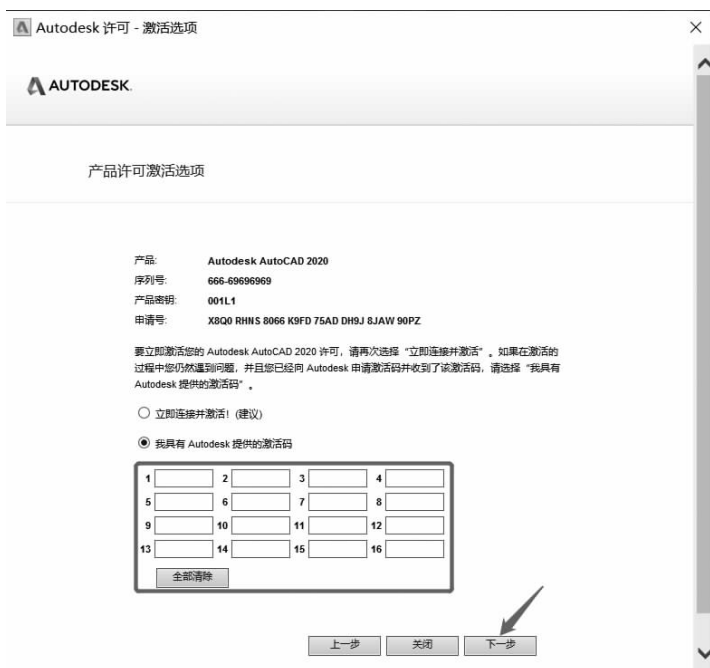 Autodesk 许可 - 激活选项
AUTODESK.
产品许可激活选项
产品: Autodesk AutoCAD 2020
序列号: 666-69696969
产品密钥: 001L1
申请号: X8Q0 RHNS 8066 K9FD 75AD DH9J 8JAW 90PZ
要立即激活您的 Autodesk AutoCAD 2020 许可，请再次选择“立即连接并激活”。如果在激活的
过程中您仍然遇到问题，并且您已经向 Autodesk 申请激活码并收到了该激活码，请选择“我具有
Autodesk 提供的激活码”。
立即连接并激活! (建议)
我具有 Autodesk 提供的激活码
1 2 3 4
5 6 7 8
9 10 11 12
13 14 15 16
全部清除
上一步 关闭 下一步